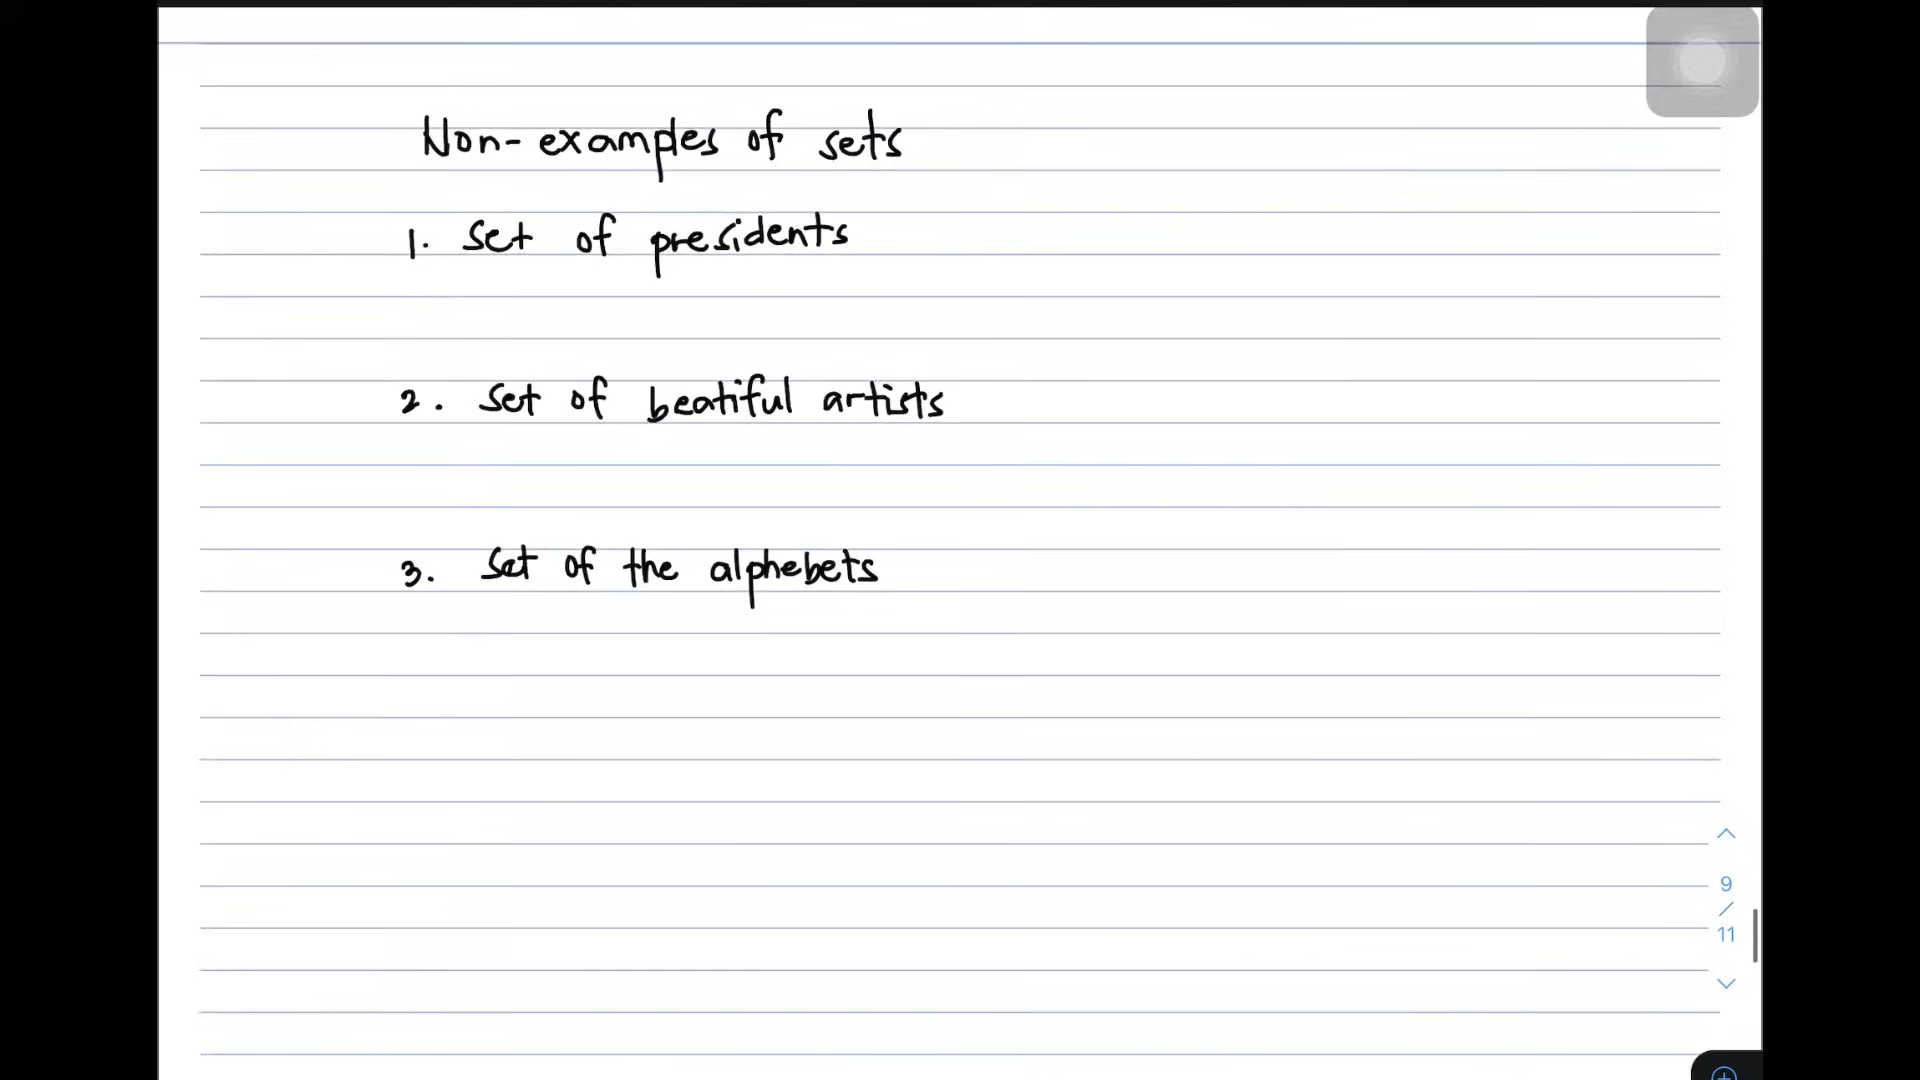 Non-examples of sets
1. Set of presidents
2. Set of beatiful artists
3. Set of the alphebets
9
/
11